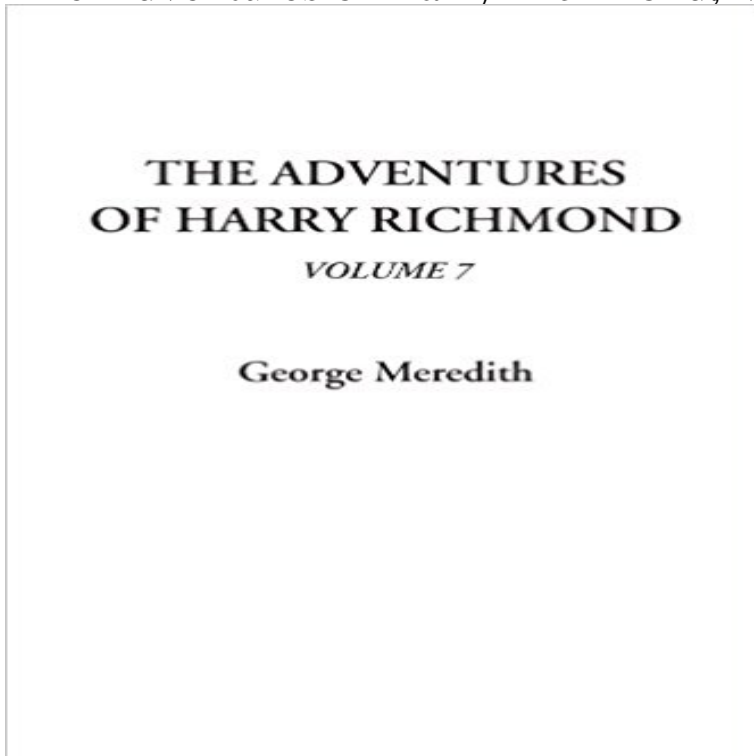 THE ADVENTURES
OF HARRY RICHMOND
VOLUME 7
George Meredith